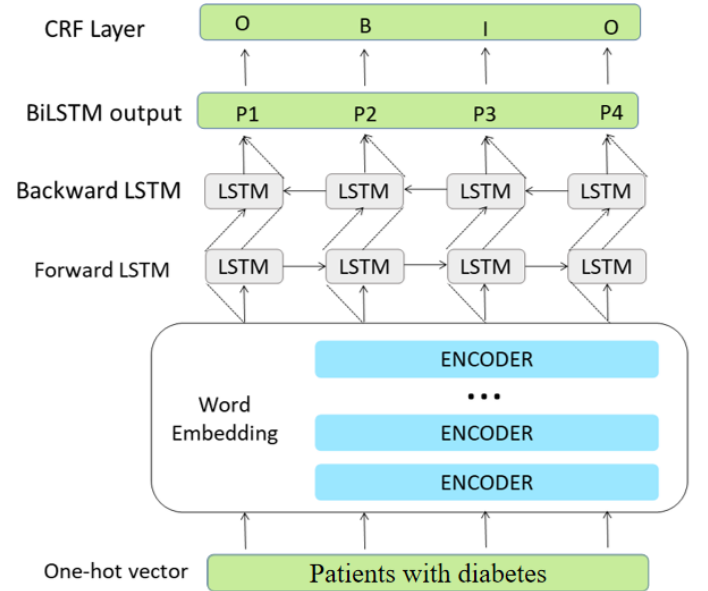 CRF Layer O B I O
BiLSTM output P1 P2 P3 P4
Backward LSTM LSTM LSTM LSTM LSTM
Forward LSTM LSTM LSTM LSTM LSTM
ENCODER
...
Word
Embedding
ENCODER
ENCODER
One-hot vector Patients with diabetes